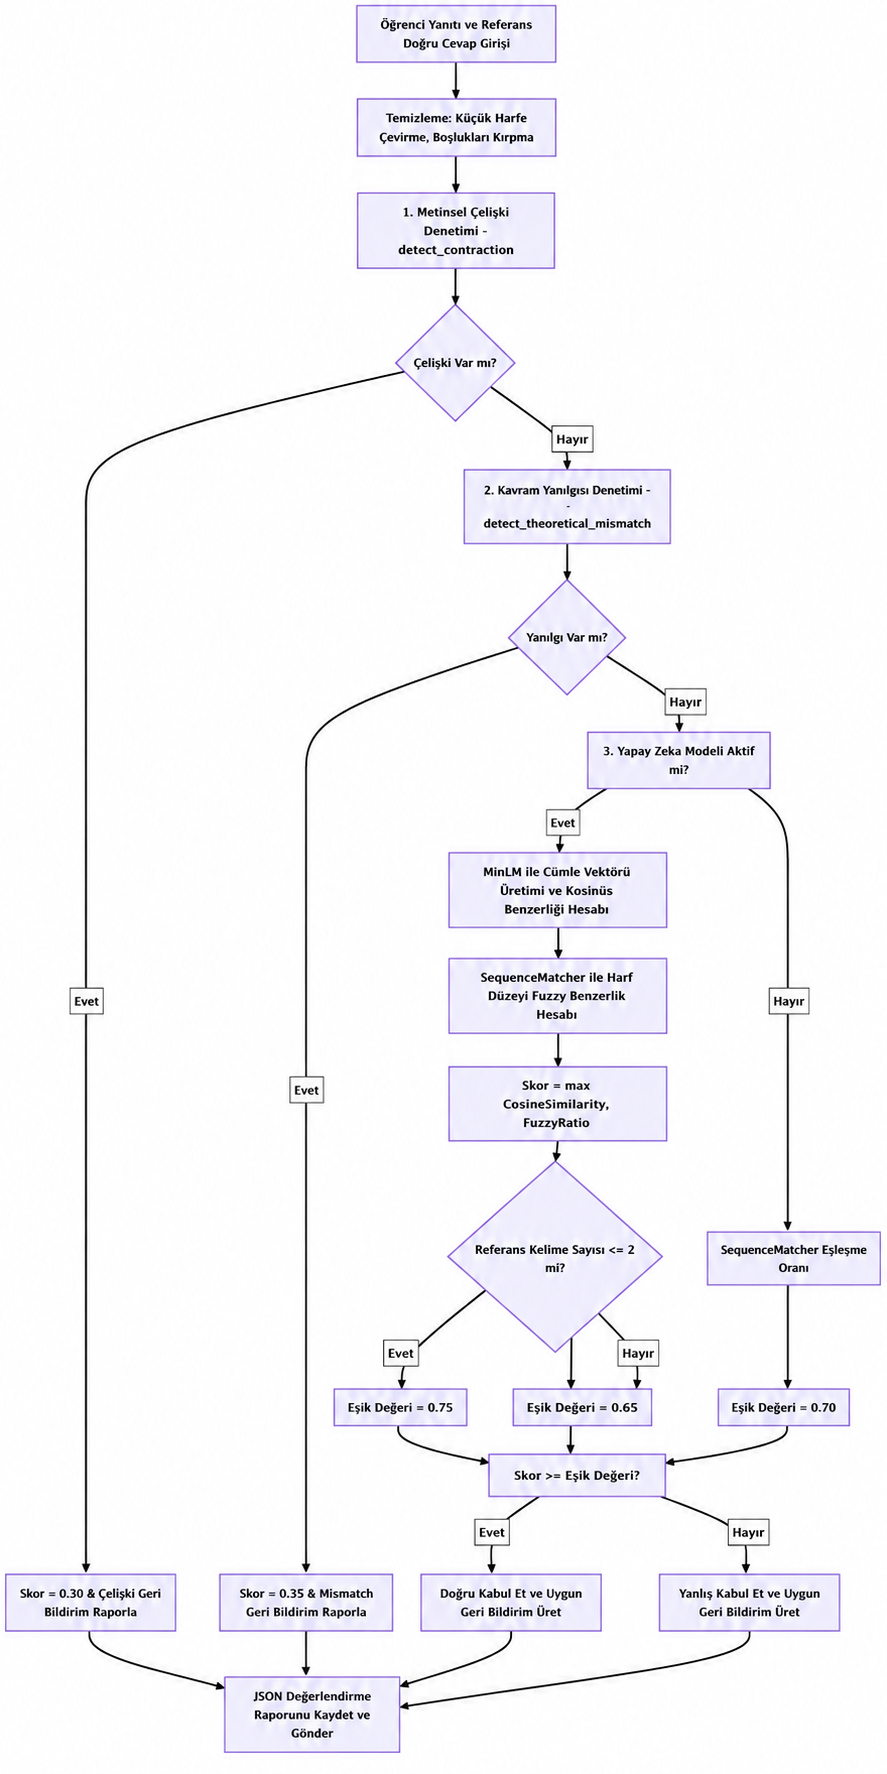 Öğrenci Yanıtı ve Referans
Doğru Cevap Girişi
Temizleme: Küçük Harfe
Çevirme, Boşlukları Kırpma
1. Metinsel Çelişki
Denetimi -
detect_contraction
Çelişki Var mı?
Hayır
2. Kavram Yanılgısı Denetimi -
-
detect_theoretical_mismatch
Yanılgı Var mı?
Hayır
3. Yapay Zeka Modeli Aktif
mi?
Evet
MinLM ile Cümle Vektörü
Üretimi ve Kosinüs
Benzerliği Hesabı
SequenceMatcher ile Harf
Düzeyi Fuzzy Benzerlik
Hesabı
Evet
Hayır
Evet
Skor = max
CosineSimilarity,
FuzzyRatio
Referans Kelime Sayısı <= 2
mi?
SequenceMatcher Eşleşme
Oranı
Evet
Hayır
Eşik Değeri = 0.75
Eşik Değeri = 0.65
Eşik Değeri = 0.70
Skor >= Eşik Değeri?
Evet
Hayır
Skor = 0.30 & Çelişki Geri
Bildirim Raporla
Skor = 0.35 & Mismatch
Geri Bildirim Raporla
Doğru Kabul Et ve Uygun
Geri Bildirim Üret
Yanlış Kabul Et ve Uygun
Geri Bildirim Üret
JSON Değerlendirme
Raporunu Kaydet ve
Gönder